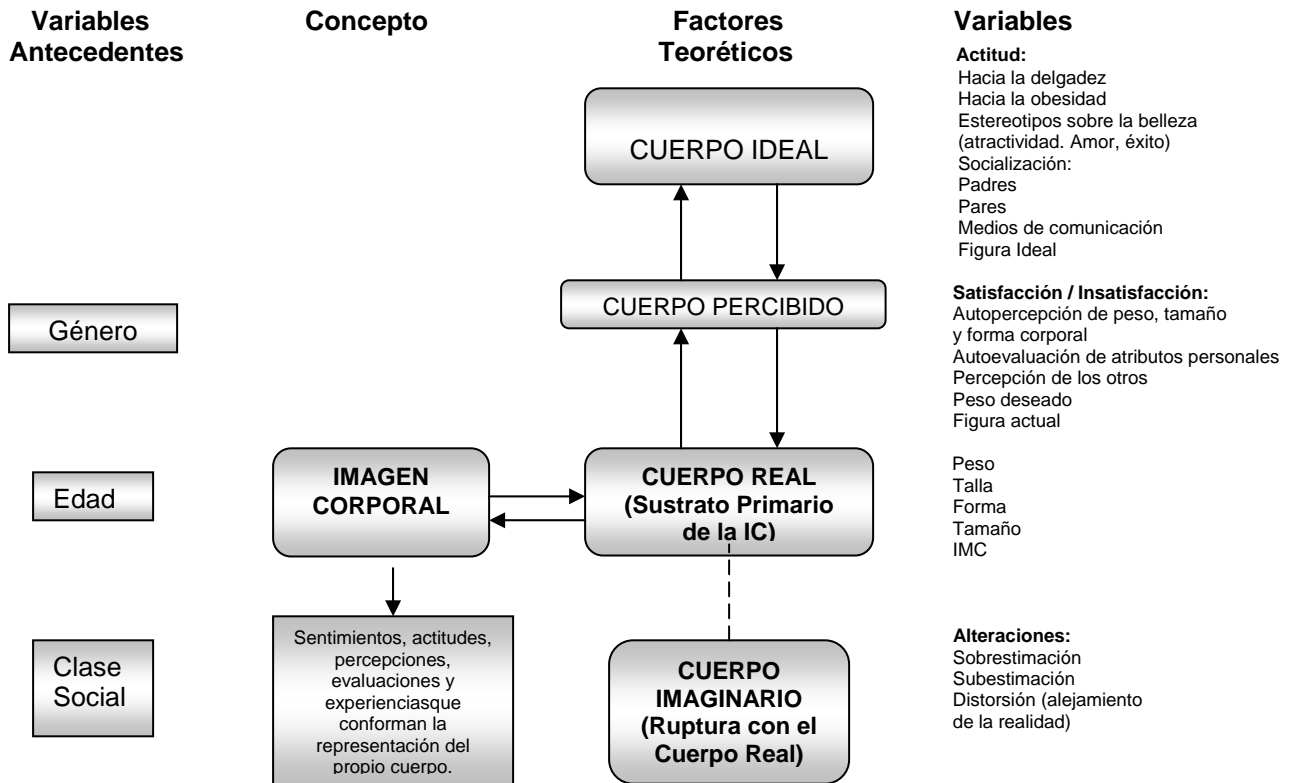 Variables
Antecedentes
Concepto
Factores
Teoréticos
Variables
CUERPO IDEAL
Actitud:
Hacia la delgadez
Hacia la obesidad
Estereotipos sobre la belleza
(atractividad. Amor, éxito)
Socialización:
Padres
Pares
Medios de comunicación
Figura Ideal
Género
CUERPO PERCIBIDO
Satisfacción / Insatisfacción:
Autopercepción de peso, tamaño
y forma corporal
Autoevaluación de atributos personales
Percepción de los otros
Peso deseado
Figura actual
Edad
IMAGEN
CORPORAL
CUERPO REAL
(Sustrato Primario
de la IC)
Peso
Talla
Forma
Tamaño
IMC
Clase
Social
Sentimientos, actitudes,
percepciones,
evaluaciones y
experienciasque
conforman la
representación del
propio cuerpo.
CUERPO
IMAGINARIO
(Ruptura con el
Cuerpo Real)
Alteraciones:
Sobrestimación
Subestimación
Distorsión (alejamiento
de la realidad)